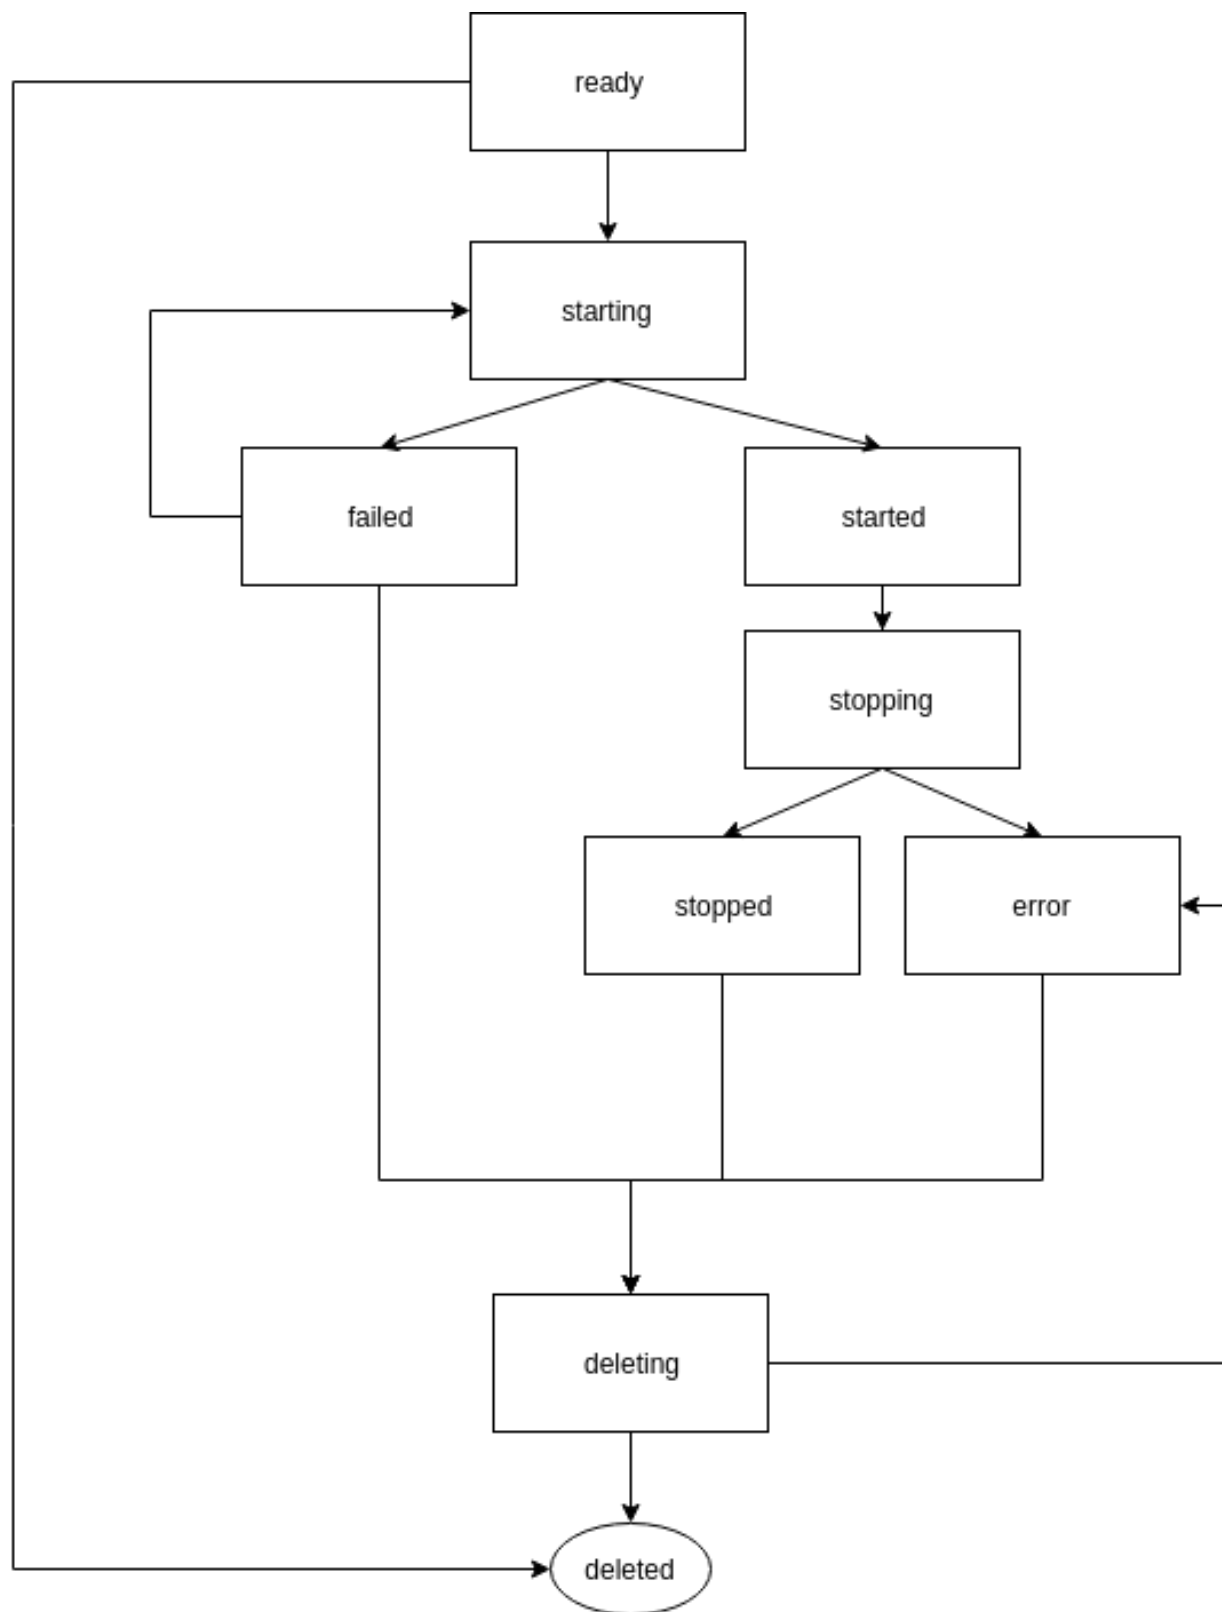 ready
starting
failed
started
stopping
stopped
error
deleting
deleted